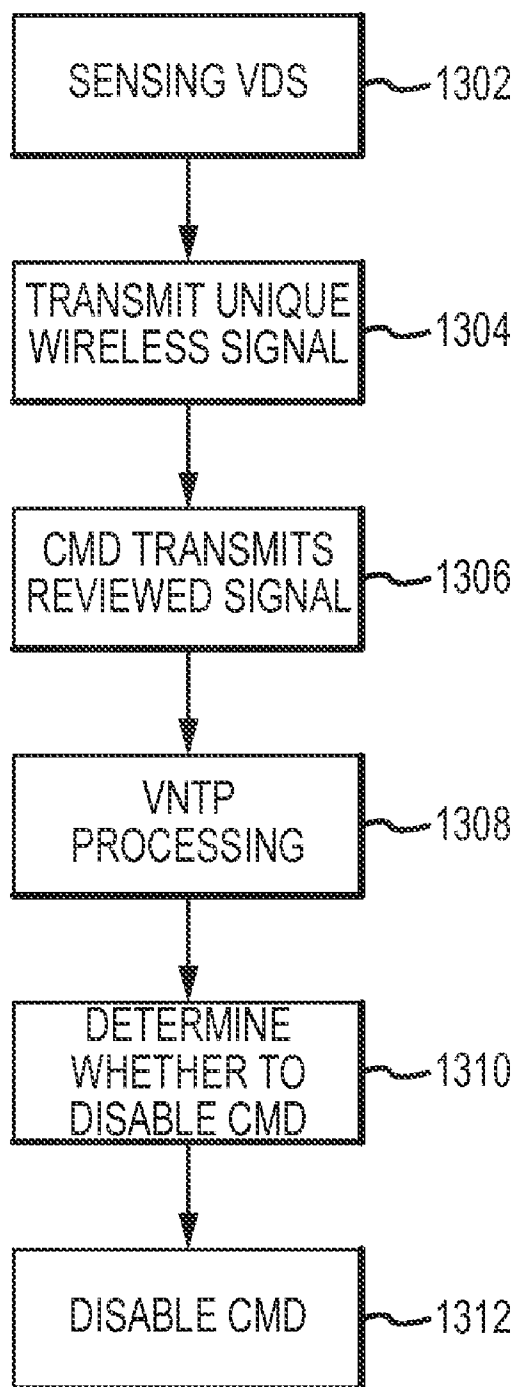 SENSING VDS
1302
TRANSMIT UNIQUE
WIRELESS SIGNAL
1304
CMD TRANSMITS
REVIEWED SIGNAL
1306
VNTP
PROCESSING
1308
DETERMINE
WHETHER TO
DISABLE CMD
1310
DISABLE CMD
1312